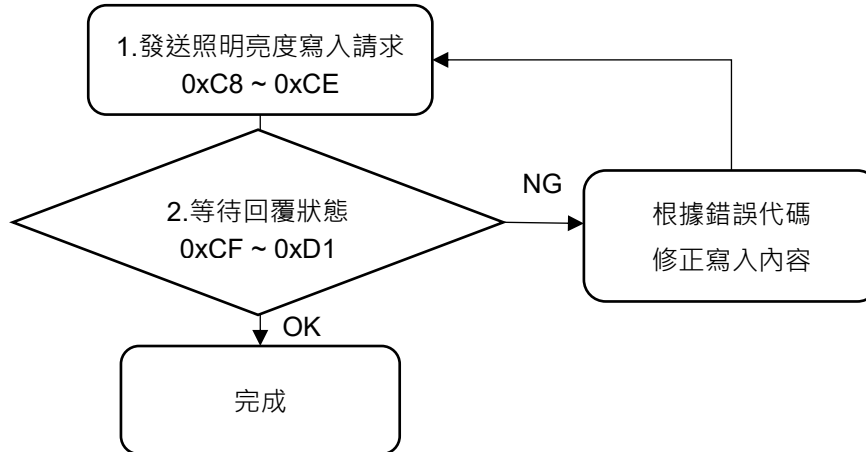 1.發送照明亮度寫入請求
0xC8 ~ 0xCE
2.等待回覆狀態
0xCF ~ 0xD1
NG
根據錯誤代碼
修正寫入內容
OK
完成